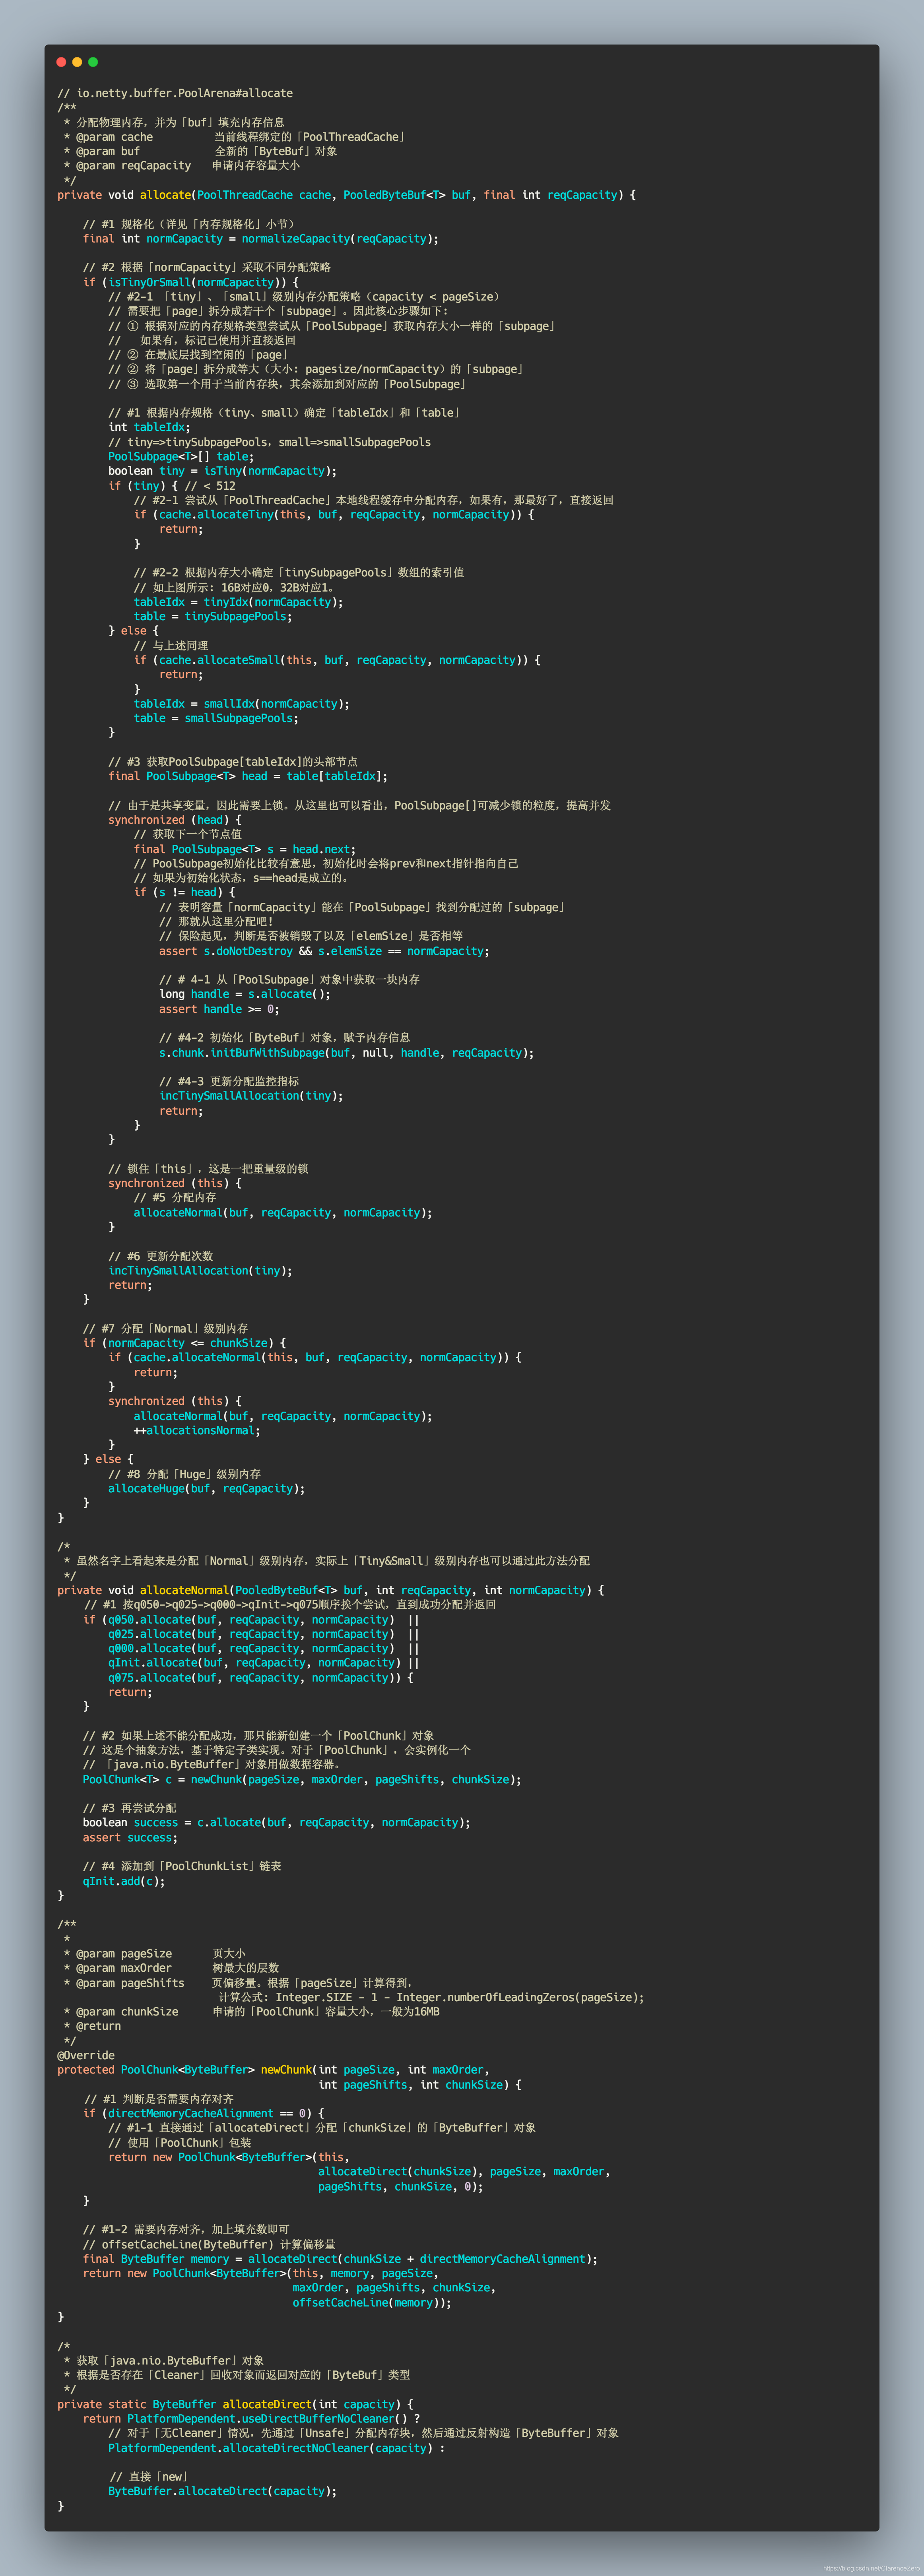 // io.netty.buffer.PoolArena#allocate
/**
 * 分配物理内存，并为「buf」填充内存信息
 * @param cache          当前线程绑定的「PoolThreadCache」
 * @param buf            全新的「ByteBuf」对象
 * @param reqCapacity    申请内存容量大小
 */
private void allocate(PoolThreadCache cache, PooledByteBuf<T> buf, final int reqCapacity) {

    // #1 规格化（详见「内存规格化」小节）
    final int normCapacity = normalizeCapacity(reqCapacity);

    // #2 根据「normCapacity」采取不同分配策略
    if (isTinyOrSmall(normCapacity)) {
        // #2-1 「tiny」、「small」级别内存分配策略（capacity < pageSize）
        // 需要把「page」拆分成若干个「subpage」。因此核心步骤如下:
        // ① 根据对应的内存规格类型尝试从「PoolSubpage」获取内存大小一样的「subpage」
        //   如果有，标记已使用并直接返回
        // ② 在最底层找到空闲的「page」
        // ② 将「page」拆分成等大（大小: pagesize/normCapacity）的「subpage」
        // ③ 选取第一个用于当前内存块，其余添加到对应的「PoolSubpage」

        // #1 根据内存规格（tiny、small）确定「tableIdx」和「table」
        int tableIdx;
        // tiny=>tinySubpagePools，small=>smallSubpagePools
        PoolSubpage<T>[] table;
        boolean tiny = isTiny(normCapacity);
        if (tiny) { // < 512
            // #2-1 尝试从「PoolThreadCache」本地线程缓存中分配内存，如果有，那最好了，直接返回
            if (cache.allocateTiny(this, buf, reqCapacity, normCapacity)) {
                return;
            }

            // #2-2 根据内存大小确定「tinySubpagePools」数组的索引值
            // 如上图所示: 16B对应0，32B对应1。
            tableIdx = tinyIdx(normCapacity);
            table = tinySubpagePools;
        } else {
            // 与上述同理
            if (cache.allocateSmall(this, buf, reqCapacity, normCapacity)) {
                return;
            }
            tableIdx = smallIdx(normCapacity);
            table = smallSubpagePools;
        }

        // #3 获取PoolSubpage[tableIdx]的头部节点
        final PoolSubpage<T> head = table[tableIdx];

        // 由于是共享变量，因此需要上锁。从这里也可以看出，PoolSubpage[]可减少锁的粒度，提高并发
        synchronized (head) {
            // 获取下一个节点值
            final PoolSubpage<T> s = head.next;
            // PoolSubpage初始化比较有意思，初始化时会将prev和next指针指向自己
            // 如果为初始化状态，s==head是成立的。
            if (s != head) {
                // 表明容量「normCapacity」能在「PoolSubpage」找到分配过的「subpage」
                // 那就从这里分配吧!
                // 保险起见，判断是否被销毁了以及「elemSize」是否相等
                assert s.doNotDestroy && s.elemSize == normCapacity;

                // # 4-1 从「PoolSubpage」对象中获取一块内存
                long handle = s.allocate();
                assert handle >= 0;

                // #4-2 初始化「ByteBuf」对象，赋予内存信息
                s.chunk.initBufWithSubpage(buf, null, handle, reqCapacity);

                // #4-3 更新分配监控指标
                incTinySmallAllocation(tiny);
                return;
            }
        }

        // 锁住「this」，这是一把重量级的锁
        synchronized (this) {
            // #5 分配内存
            allocateNormal(buf, reqCapacity, normCapacity);
        }

        // #6 更新分配次数
        incTinySmallAllocation(tiny);
        return;
    }

    // #7 分配「Normal」级别内存
    if (normCapacity <= chunkSize) {
        if (cache.allocateNormal(this, buf, reqCapacity, normCapacity)) {
            return;
        }
        synchronized (this) {
            allocateNormal(buf, reqCapacity, normCapacity);
            ++allocationsNormal;
        }
    } else {
        // #8 分配「Huge」级别内存
        allocateHuge(buf, reqCapacity);
    }
}

/*
 * 虽然名字上看起来是分配「Normal」级别内存，实际上「Tiny&Small」级别内存也可以通过此方法分配
 */
private void allocateNormal(PooledByteBuf<T> buf, int reqCapacity, int normCapacity) {
    // #1 按q050->q025->q000->qInit->q075顺序挨个尝试，直到成功分配并返回
    if (q050.allocate(buf, reqCapacity, normCapacity)  ||
        q025.allocate(buf, reqCapacity, normCapacity)  ||
        q000.allocate(buf, reqCapacity, normCapacity)  ||
        qInit.allocate(buf, reqCapacity, normCapacity) ||
        q075.allocate(buf, reqCapacity, normCapacity)) {
        return;
    }

    // #2 如果上述不能分配成功，那只能新创建一个「PoolChunk」对象
    // 这是个抽象方法，基于特定子类实现。对于「PoolChunk」，会实例化一个
    // 「java.nio.ByteBuffer」对象用做数据容器。
    PoolChunk<T> c = newChunk(pageSize, maxOrder, pageShifts, chunkSize);

    // #3 再尝试分配
    boolean success = c.allocate(buf, reqCapacity, normCapacity);
    assert success;

    // #4 添加到「PoolChunkList」链表
    qInit.add(c);
}

/**
 *
 * @param pageSize      页大小
 * @param maxOrder      树最大的层数
 * @param pageShifts    页偏移量。根据「pageSize」计算得到，
                         计算公式: Integer.SIZE - 1 - Integer.numberOfLeadingZeros(pageSize);
 * @param chunkSize     申请的「PoolChunk」容量大小，一般为16MB
 * @return
 */
@Override
protected PoolChunk<ByteBuffer> newChunk(int pageSize, int maxOrder,
                                         int pageShifts, int chunkSize) {
    // #1 判断是否需要内存对齐
    if (directMemoryCacheAlignment == 0) {
        // #1-1 直接通过「allocateDirect」分配「chunkSize」的「ByteBuffer」对象
        // 使用「PoolChunk」包装
        return new PoolChunk<ByteBuffer>(this,
                                         allocateDirect(chunkSize), pageSize, maxOrder,
                                         pageShifts, chunkSize, 0);
    }

    // #1-2 需要内存对齐，加上填充数即可
    // offsetCacheLine(ByteBuffer) 计算偏移量
    final ByteBuffer memory = allocateDirect(chunkSize + directMemoryCacheAlignment);
    return new PoolChunk<ByteBuffer>(this, memory, pageSize,
                                     maxOrder, pageShifts, chunkSize,
                                     offsetCacheLine(memory));
}

/*
 * 获取「java.nio.ByteBuffer」对象
 * 根据是否存在「Cleaner」回收对象而返回对应的「ByteBuf」类型
 */
private static ByteBuffer allocateDirect(int capacity) {
    return PlatformDependent.useDirectBufferNoCleaner() ?
        // 对于「无Cleaner」情况，先通过「Unsafe」分配内存块，然后通过反射构造「ByteBuffer」对象
        PlatformDependent.allocateDirectNoCleaner(capacity) :

        // 直接「new」
        ByteBuffer.allocateDirect(capacity);
}
https://blog.csdn.net/ClarenceZero